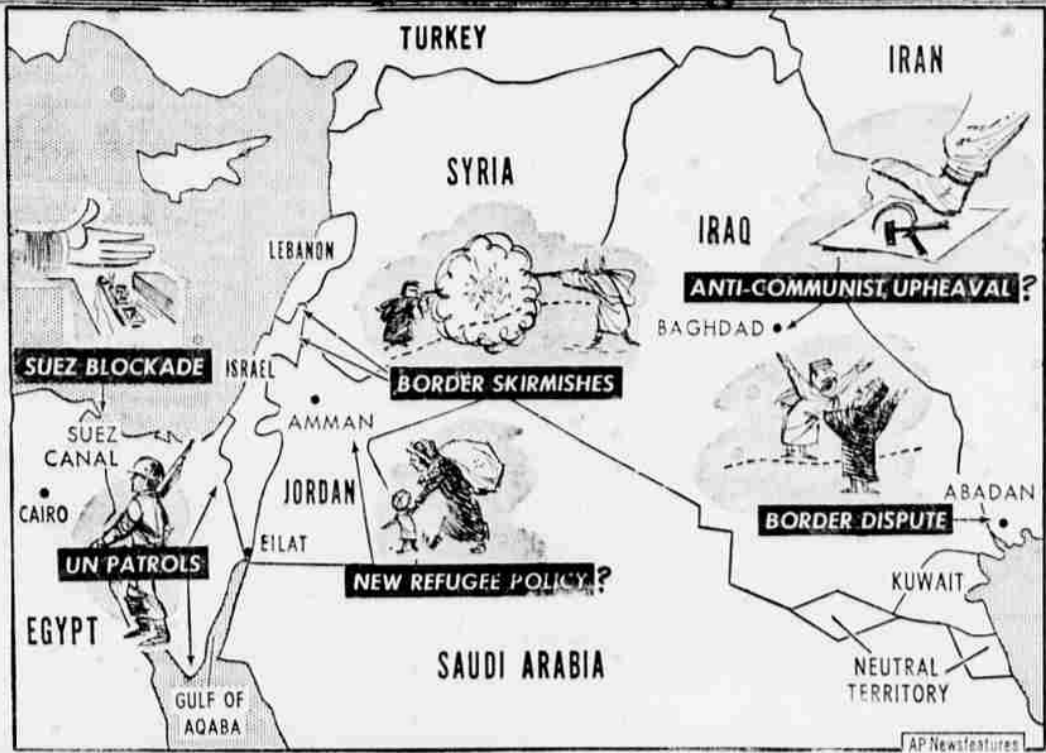 TURKEY
IRAN
SYRIA
IRAQ
LEBANON
ANTI-COMMUNIST, UPHEAVAL?
BAGHDAD
SUEZ BLOCKADE
ISRAEL
BORDER SKIRMISHES
AMMAN
SUEZ
CANAL
JORDAN
CAIRO
ABADAN
BORDER DISPUTE
EILAT
UN PATROLS
NEW REFUGEE POLICY?
KUWAIT
EGYPT
SAUDI ARABIA
NEUTRAL
TERRITORY
GULF OF
AQABA
AP Newsfeatures